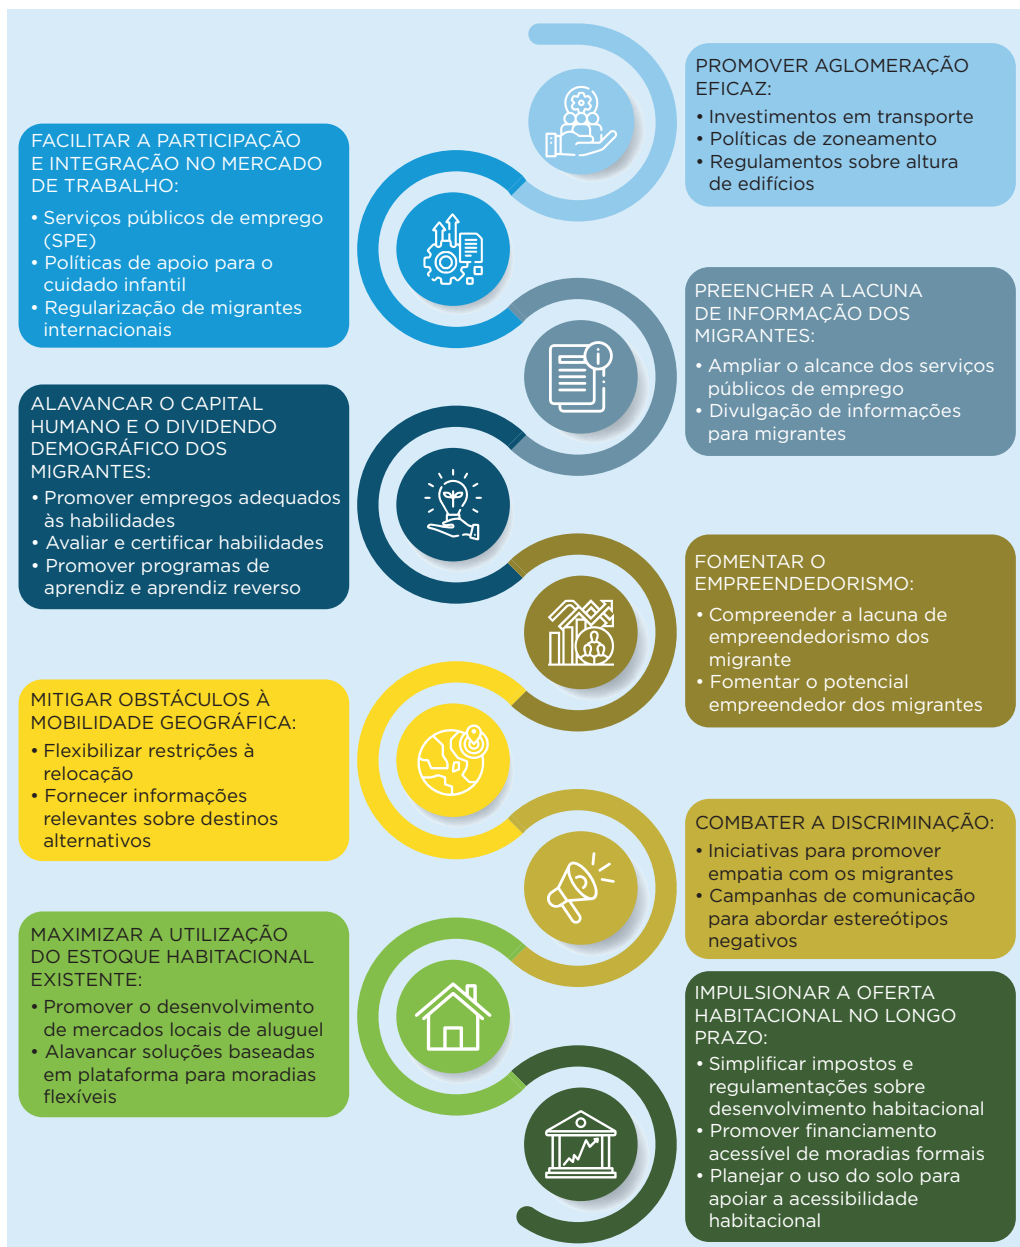 PROMOVER AGLOMERAÇÃO
EFICAZ:
• Investimentos em transporte
• Políticas de zoneamento
• Regulamentos sobre altura
de edifícios
FACILITAR A PARTICIPAÇÃO
E INTEGRAÇÃO NO MERCADO
DE TRABALHO:
• Serviços públicos de emprego
(SPE)
• Políticas de apoio para o
cuidado infantil
• Regularização de migrantes
internacionais
PREENCHER A LACUNA
DE INFORMAÇÃO DOS
MIGRANTES:
• Ampliar o alcance dos serviços
públicos de emprego
• Divulgação de informações
para migrantes
ALAVANCAR O CAPITAL
HUMANO E O DIVIDENDO
DEMOGRÁFICO DOS
MIGRANTES:
• Promover empregos adequados
às habilidades
• Avaliar e certificar habilidades
• Promover programas de
aprendiz e aprendiz reverso
FOMENTAR O
EMPREENDEDORISMO:
• Compreender a lacuna de
empreendedorismo dos
migrante
• Fomentar o potencial
empreendedor dos migrantes
MITIGAR OBSTÁCULOS À
MOBILIDADE GEOGRÁFICA:
• Flexibilizar restrições à
relocação
• Fornecer informações
relevantes sobre destinos
alternativos
COMBATER A DISCRIMINAÇÃO:
• Iniciativas para promover
empatia com os migrantes
• Campanhas de comunicação
para abordar estereótipos
negativos
MAXIMIZAR A UTILIZAÇÃO
DO ESTOQUE HABITACIONAL
EXISTENTE:
• Promover o desenvolvimento
de mercados locais de aluguel
• Alavancar soluções baseadas
em plataforma para moradias
flexíveis
IMPULSIONAR A OFERTA
HABITACIONAL NO LONGO
PRAZO:
• Simplificar impostos e
regulamentações sobre
desenvolvimento habitacional
• Promover financiamento
acessível de moradias formais
• Planejar o uso do solo para
apoiar a acessibilidade
habitacional